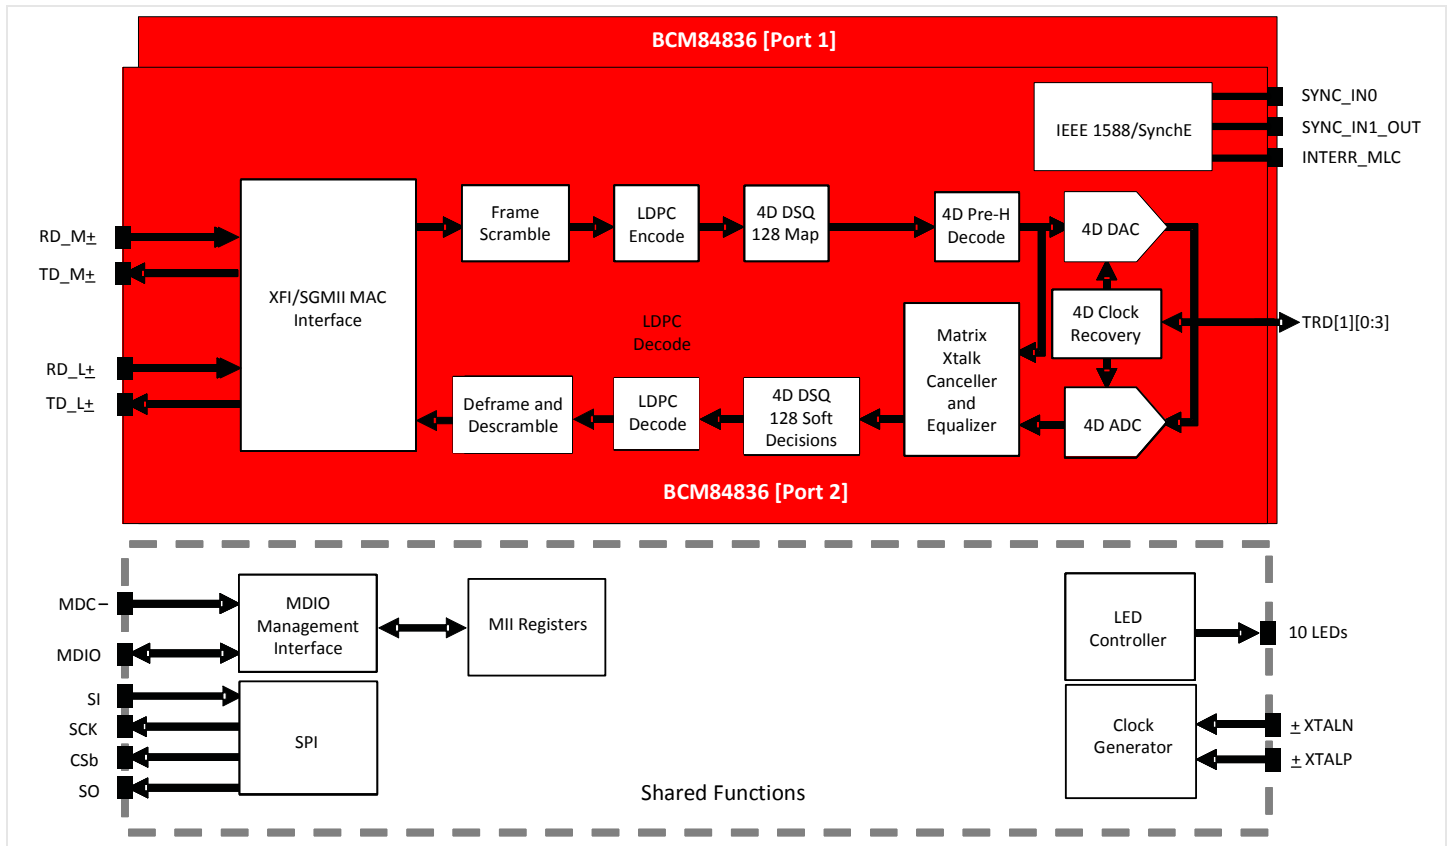 BCM84836 [Port 1]
IEEE 1588/SynchE
SYNC_IN0
SYNC_IN1_OUT
INTERR_MLC
RD_M±
TD_M±
RD_L±
TD_L±
XFI/SGMII MAC
Interface
Frame
Scramble
LDPC
Encode
4D DSQ
128 Map
4D Pre-H
Decode
4D DAC
LDPC
Decode
Matrix
Xtalk
Canceller
and
Equalizer
4D Clock
Recovery
TRD[1][0:3]
Deframe and
Descramble
LDPC
Decode
4D DSQ
128 Soft
Decisions
4D ADC
BCM84836 [Port 2]
MDC–
MDIO
SI
SCK
CSb
SO
MDIO
Management
Interface
MII Registers
SPI
LED
Controller
10 LEDs
Clock
Generator
± XTALN
± XTALP
Shared Functions